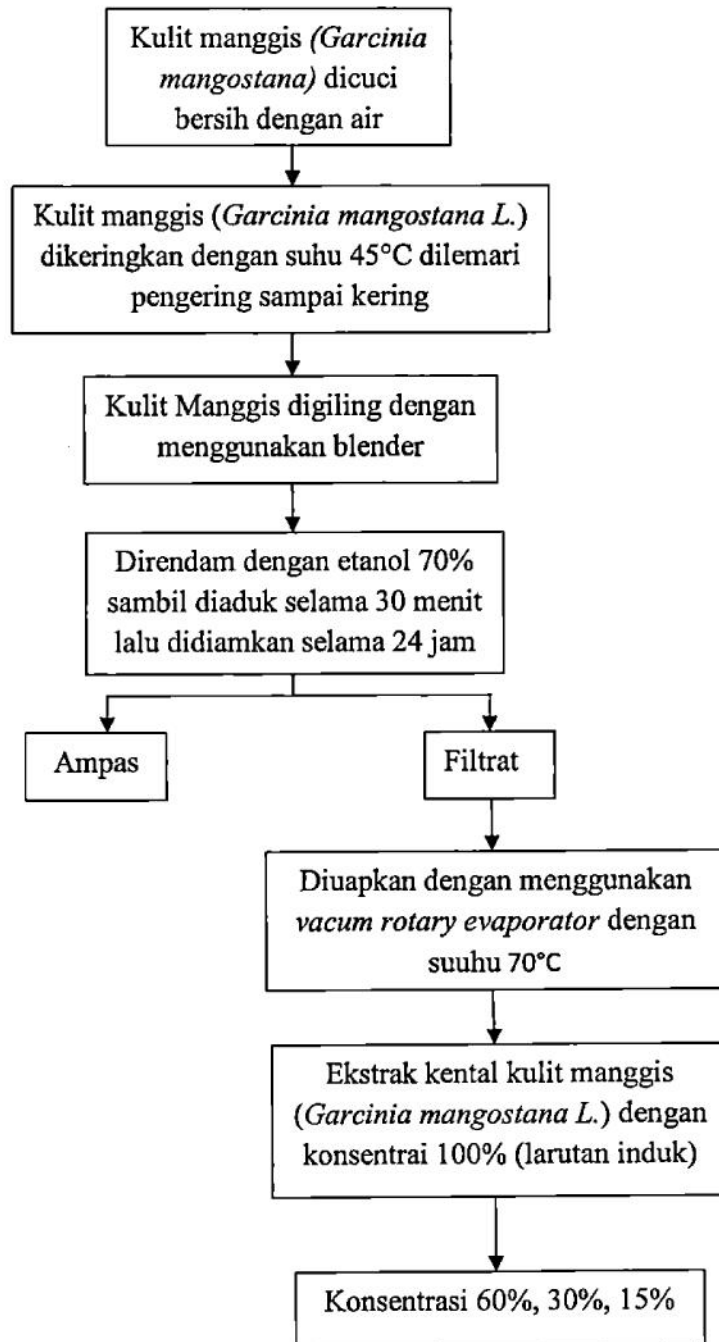 Kulit manggis (Garcinia
mangostana) dicuci
bersih dengan air
Kulit manggis (Garcinia mangostana L.)
dikeringkan dengan suhu 45°C dilemari
pengering sampai kering
Kulit Manggis digiling dengan
menggunakan blender
Direndam dengan etanol 70%
sambil diaduk selama 30 menit
lalu didiamkan selama 24 jam
Ampas
Filtrat
Diuapkan dengan menggunakan
vacum rotary evaporator dengan
suuhu 70°C
Ekstrak kental kulit manggis
(Garcinia mangostana L.) dengan
konsentrai 100% (larutan induk)
Konsentrasi 60%, 30%, 15%